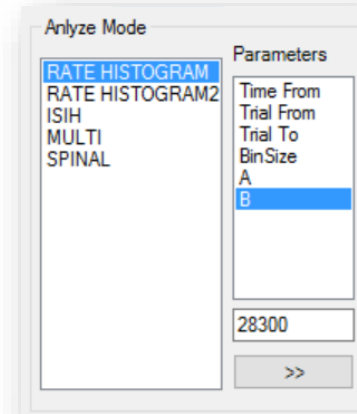 Anlyze Mode
RATE HISTOGRAM
RATE HISTOGRAM2
ISIH
MULTI
SPINAL
Parameters
Time From
Trial From
Trial To
BinSize
A
B
28300
>>